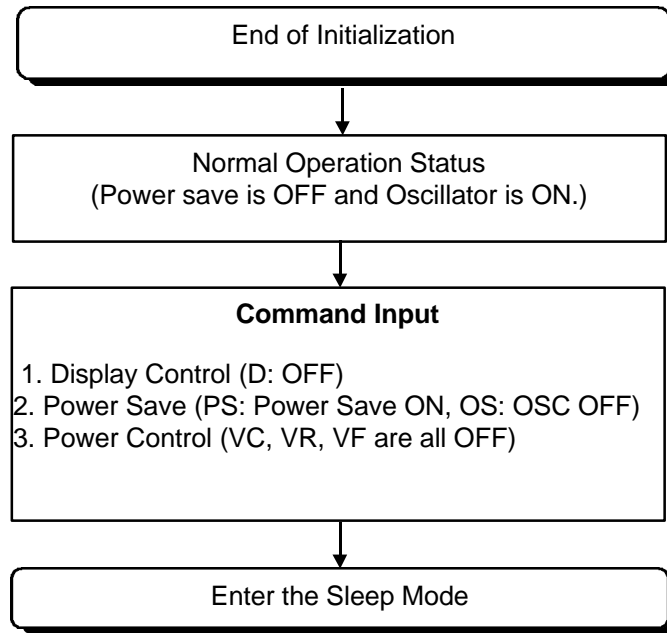 End of Initialization
Normal Operation Status
(Power save is OFF and Oscillator is ON.)
Command Input
1. Display Control (D: OFF)
2. Power Save (PS: Power Save ON, OS: OSC OFF)
3. Power Control (VC, VR, VF are all OFF)
Enter the Sleep Mode